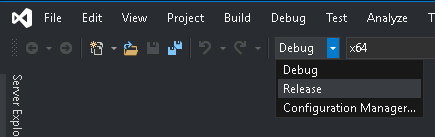 File Edit View Project Build Debug Test Analyze T
Debug x64
Debug
Release
Configuration Manager...
Server Explo